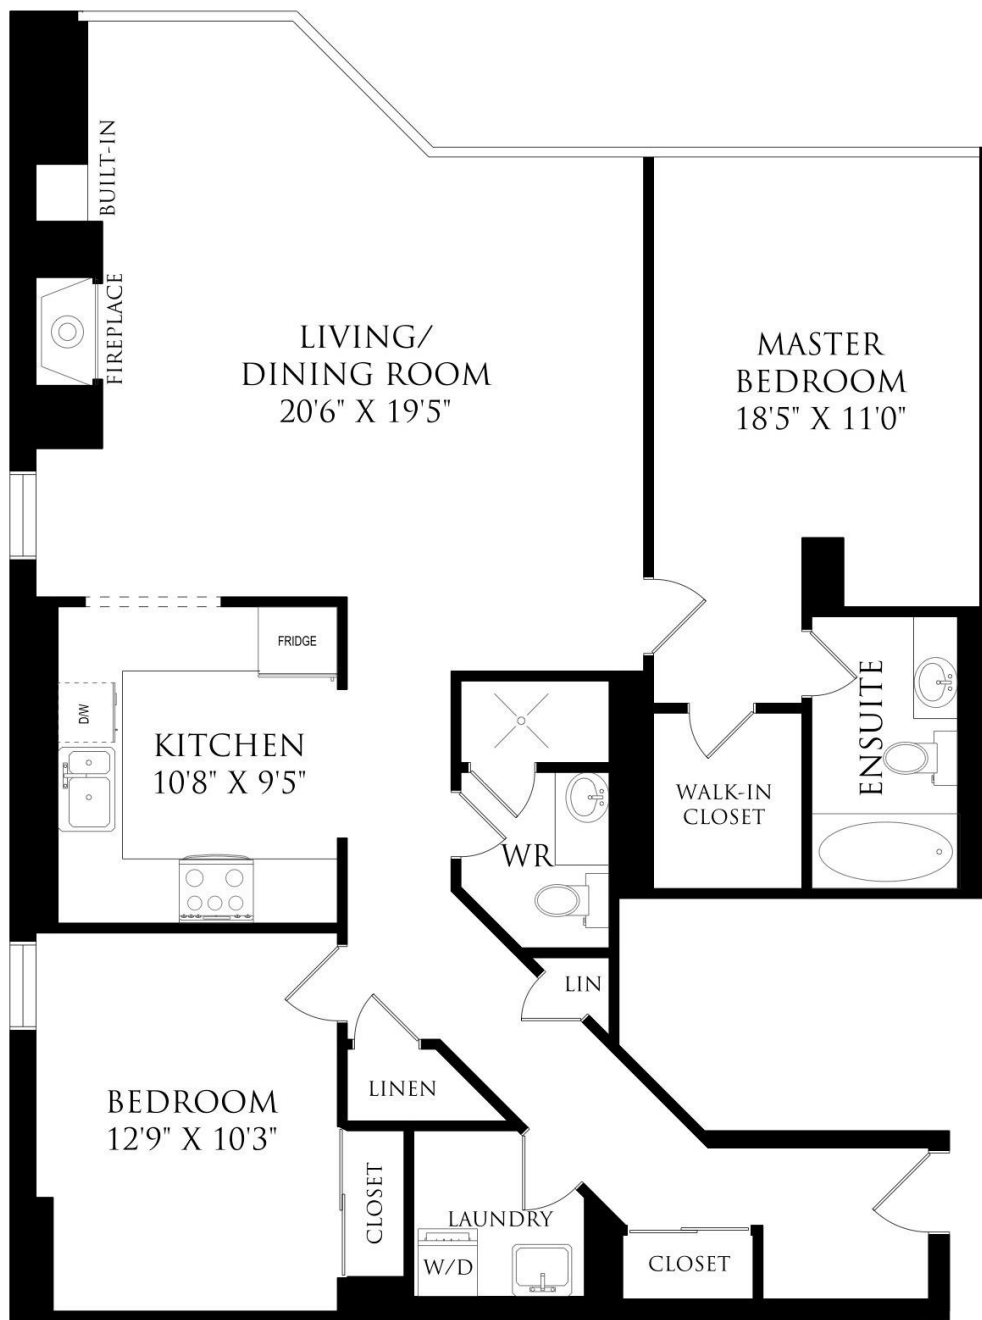 BUILT-IN
FIREPLACE
LIVING/
DINING ROOM
20'6" X 19'5"
MASTER
BEDROOM
18'5" X 11'0"
FRIDGE
D/W
KITCHEN
10'8" X 9'5"
WR
WALK-IN
CLOSET
ENSUITE
LIN
LINEN
BEDROOM
12'9" X 10'3"
CLOSET
LAUNDRY
W/D
CLOSET